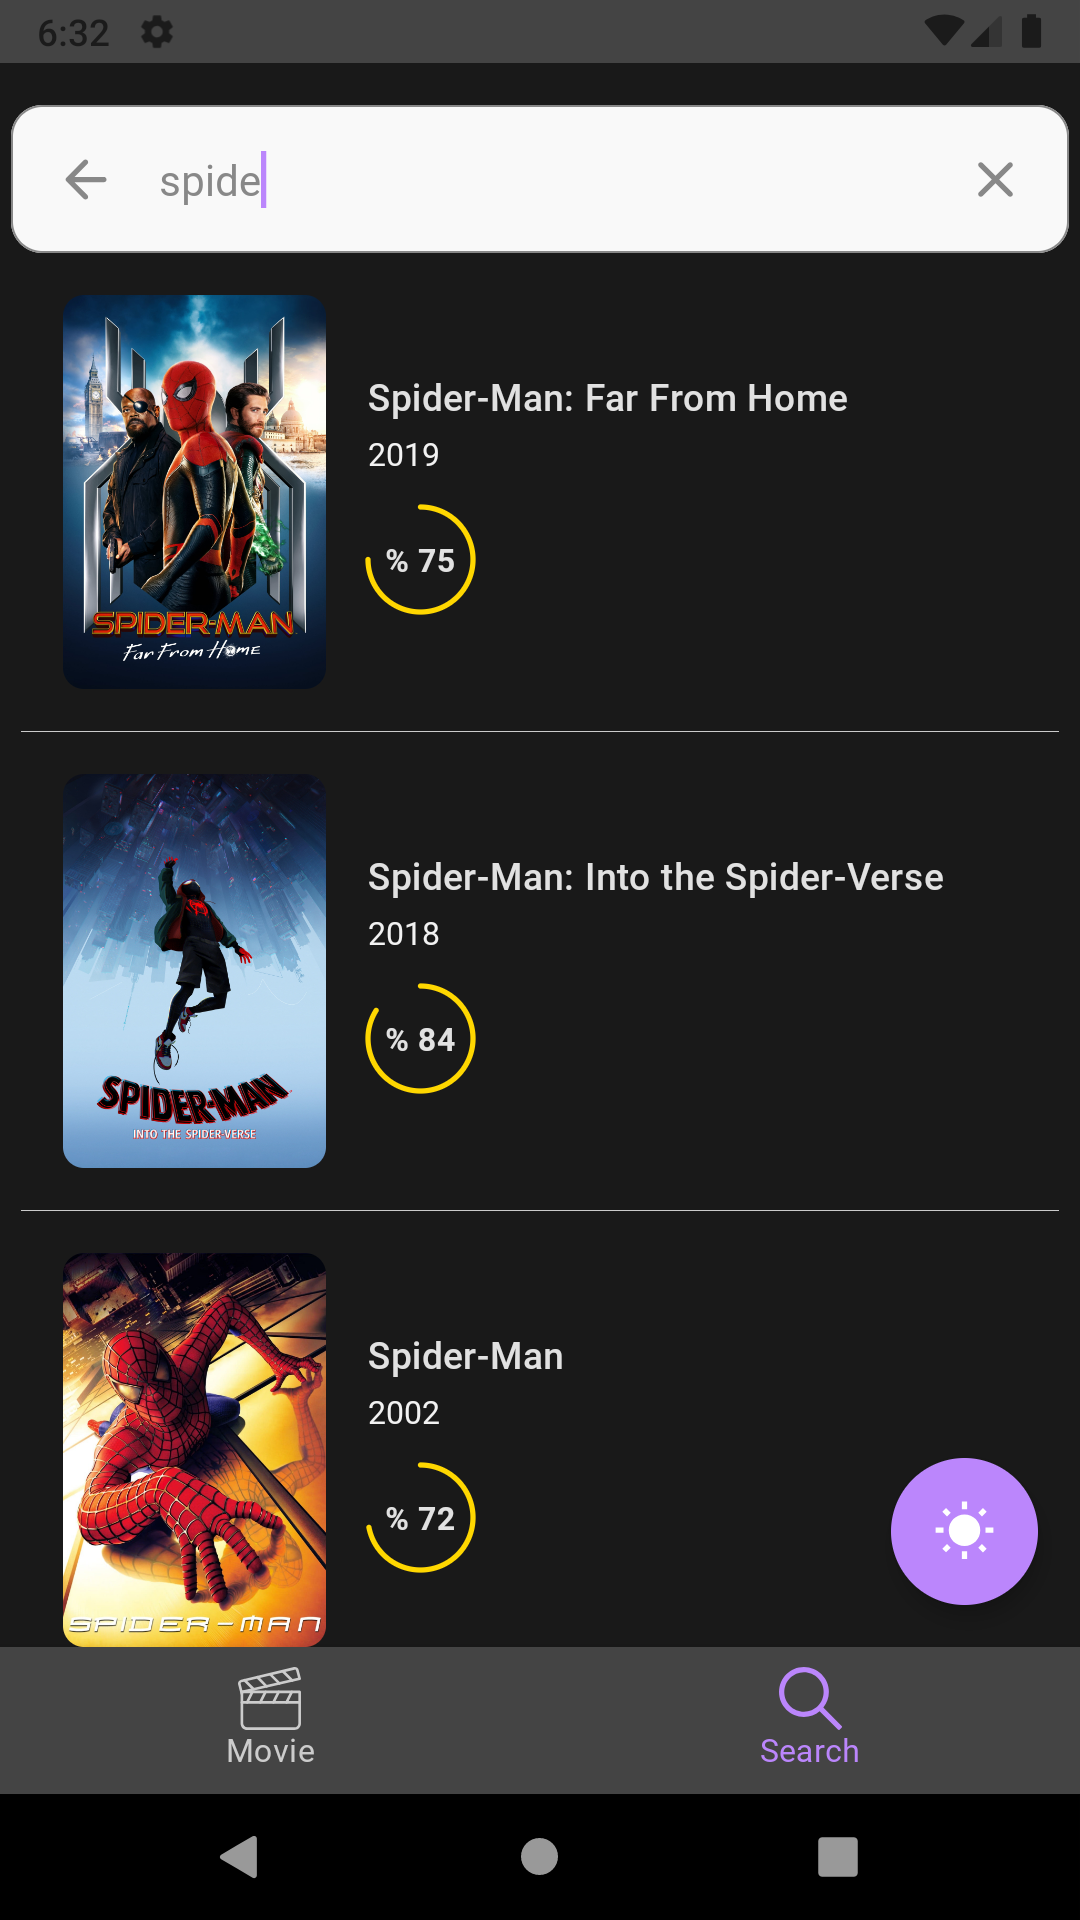 6:32
spide
Spider-Man: Far From Home
2019
% 75
SPIDER-MAN
Far From Home
Spider-Man: Into the Spider-Verse
2018
% 84
SPIDER-MAN
INTO THE SPIDER-VERSE
Spider-Man
2002
% 72
SPIDER-MAN
Movie
Search